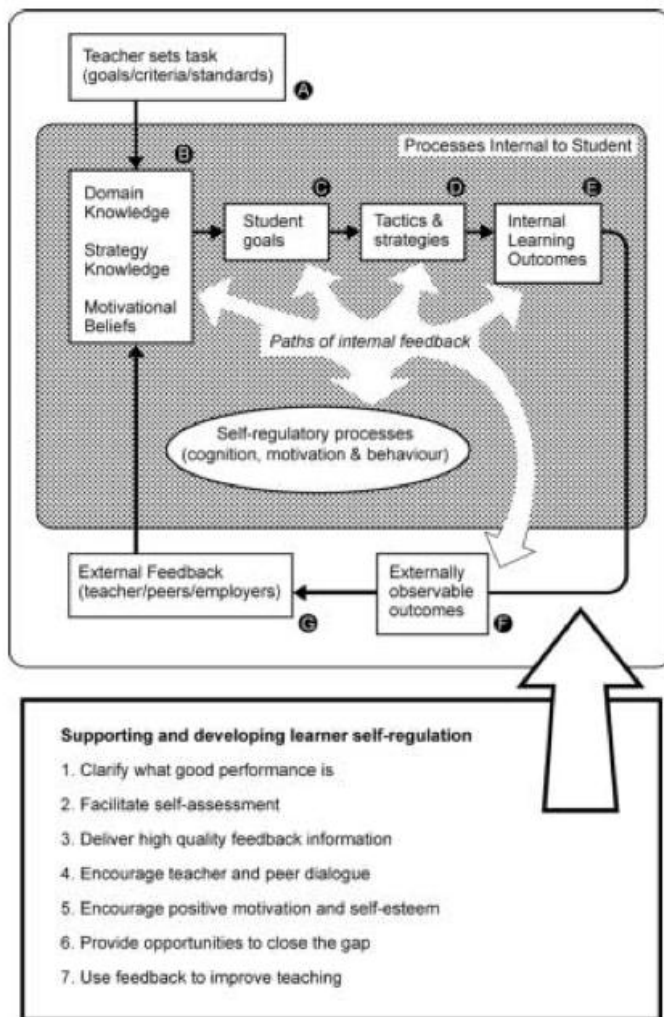 Teacher sets task
(goals/criteria/standards)
A
Processes Internal to Student
B
Domain
Knowledge
Strategy
Knowledge
Motivational
Beliefs
C
Student
goals
D
Tactics &
strategies
E
Internal
Learning
Outcomes
Paths of internal feedback
Self-regulatory processes
(cognition, motivation & behaviour)
External Feedback
(teacher/peers/employers)
G
Externally
observable
outcomes
F
Supporting and developing learner self-regulation
1. Clarify what good performance is
2. Facilitate self-assessment
3. Deliver high quality feedback information
4. Encourage teacher and peer dialogue
5. Encourage positive motivation and self-esteem
6. Provide opportunities to close the gap
7. Use feedback to improve teaching